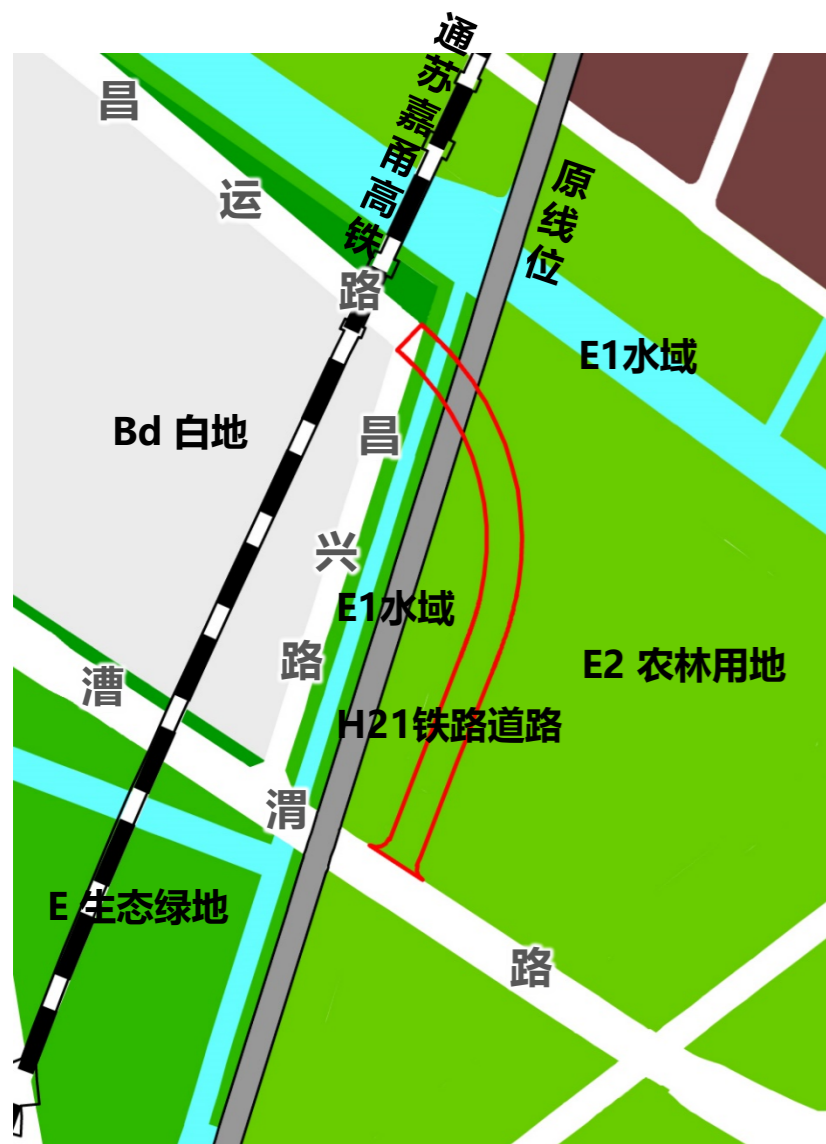 通苏嘉甬高铁
昌运路
原线位
E1水域
Bd 白地
昌兴路
E1水域
E2 农林用地
漕渭路
H21铁路道路
E 生态绿地